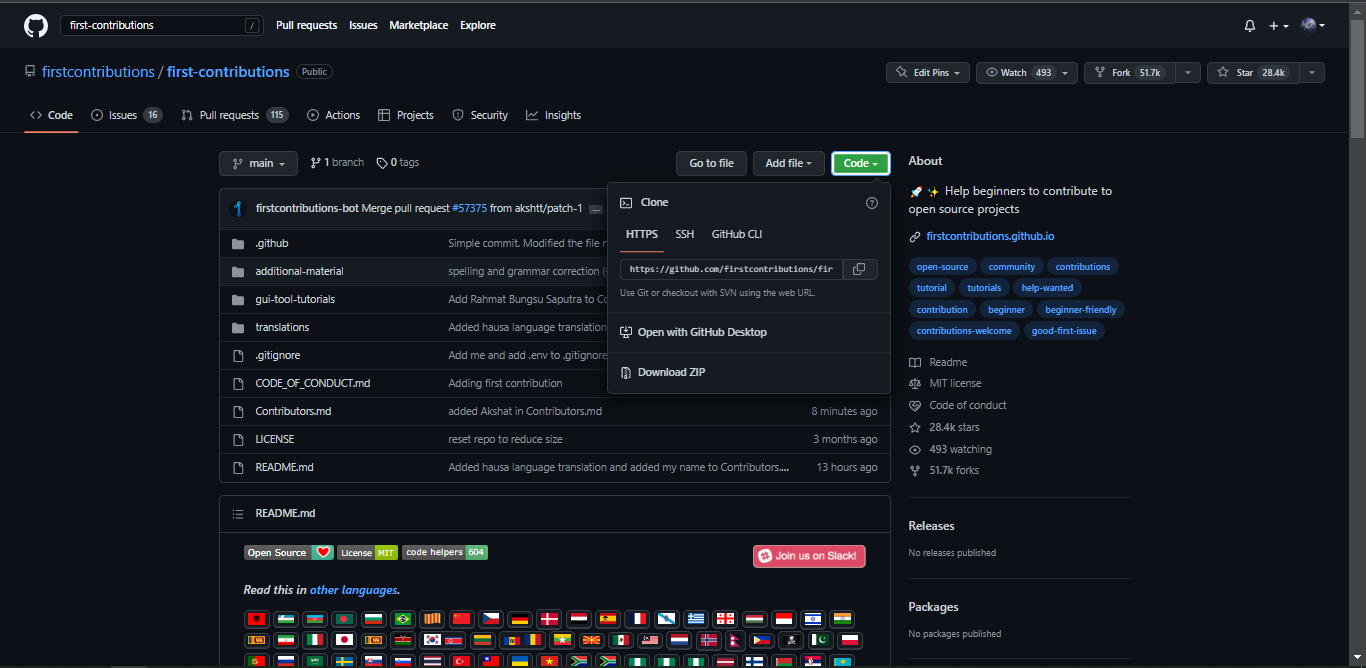 first-contributions /
Pull requests Issues Marketplace Explore
firstcontributions / first-contributions Public
Edit Pins Watch 493 Fork 51.7k Star 28.4k
Code Issues 16 Pull requests 115 Actions Projects Security Insights
main 1 branch 0 tags Go to file Add file Code
firstcontributions-bot Merge pull request #57375 from akshtt/patch-1 ...
.github Simple commit. Modified the file
additional-material spelling and grammar correction
gui-tool-tutorials Add Rahmat Bungsu Saputra to
translations Added hausa language translation
.gitignore Add me and add .env to .gitignore
CODE_OF_CONDUCT.md Adding first contribution
Contributors.md added Akshat in Contributors.md 8 minutes ago
LICENSE reset repo to reduce size 3 months ago
README.md Added hausa language translation and added my name to Contributors.... 13 hours ago
Clone
HTTPS SSH GitHub CLI
https://github.com/firstcontributions/fir
Use Git or checkout with SVN using the web URL.
Open with GitHub Desktop
Download ZIP
README.md
Open Source License MIT code helpers 604
Join us on Slack!
Read this in other languages.
About
🚀 ✨ Help beginners to contribute to
open source projects
firstcontributions.github.io
open-source community contributions
tutorial tutorials help-wanted
contribution beginner beginner-friendly
contributions-welcome good-first-issue
Readme
MIT license
Code of conduct
28.4k stars
493 watching
51.7k forks
Releases
No releases published
Packages
No packages published